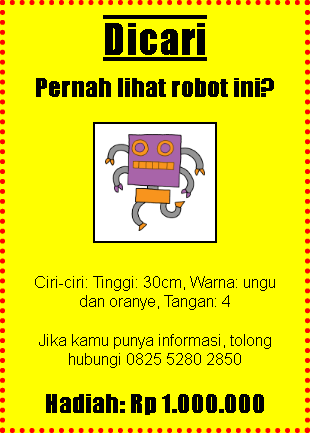 Dicari
Pernah lihat robot ini?
Ciri-ciri: Tinggi: 30cm, Warna: ungu
dan oranye, Tangan: 4
Jika kamu punya informasi, tolong
hubungi 0825 5280 2850
Hadiah: Rp 1.000.000